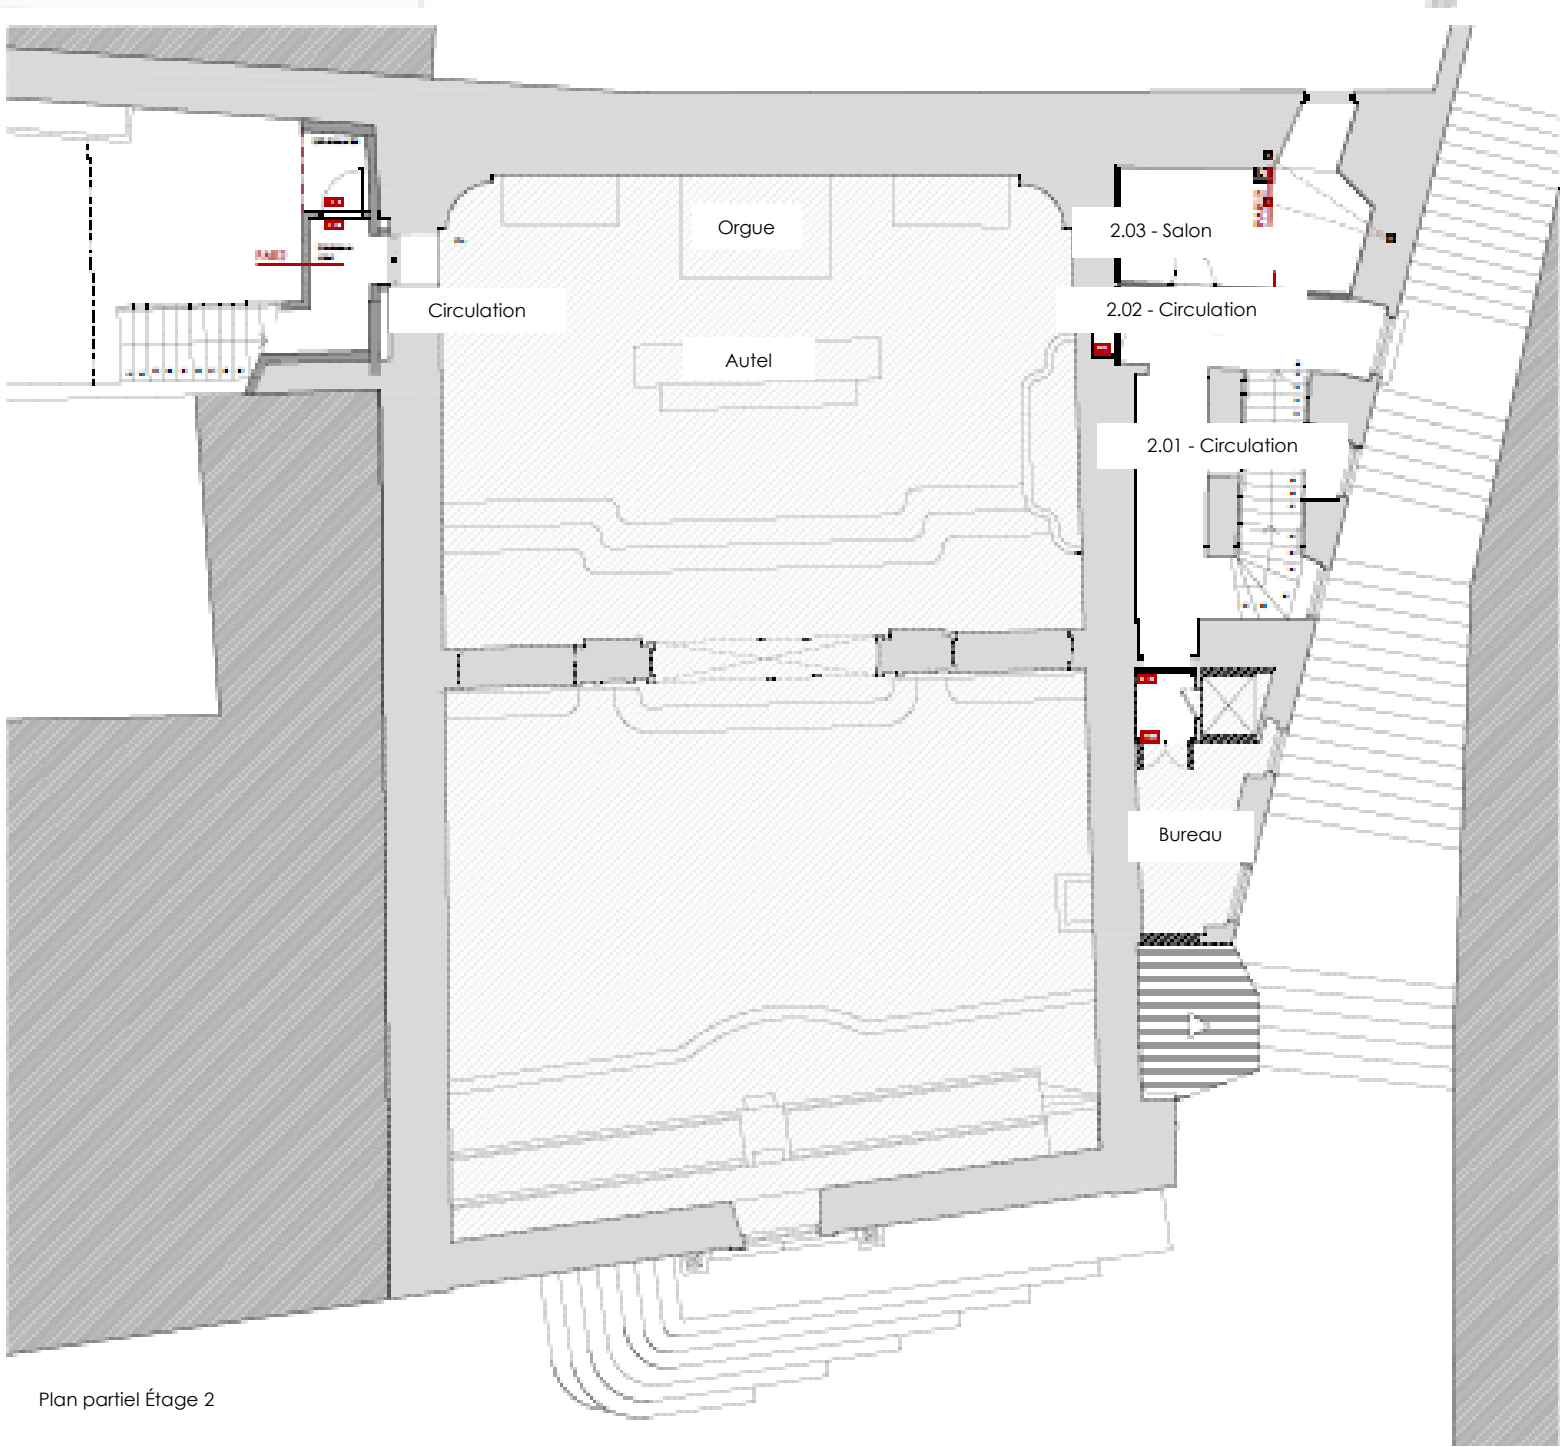 Orgue
2.03 - Salon
Circulation
2.02 - Circulation
Autel
2.01 - Circulation
Bureau
Plan partiel Étage 2